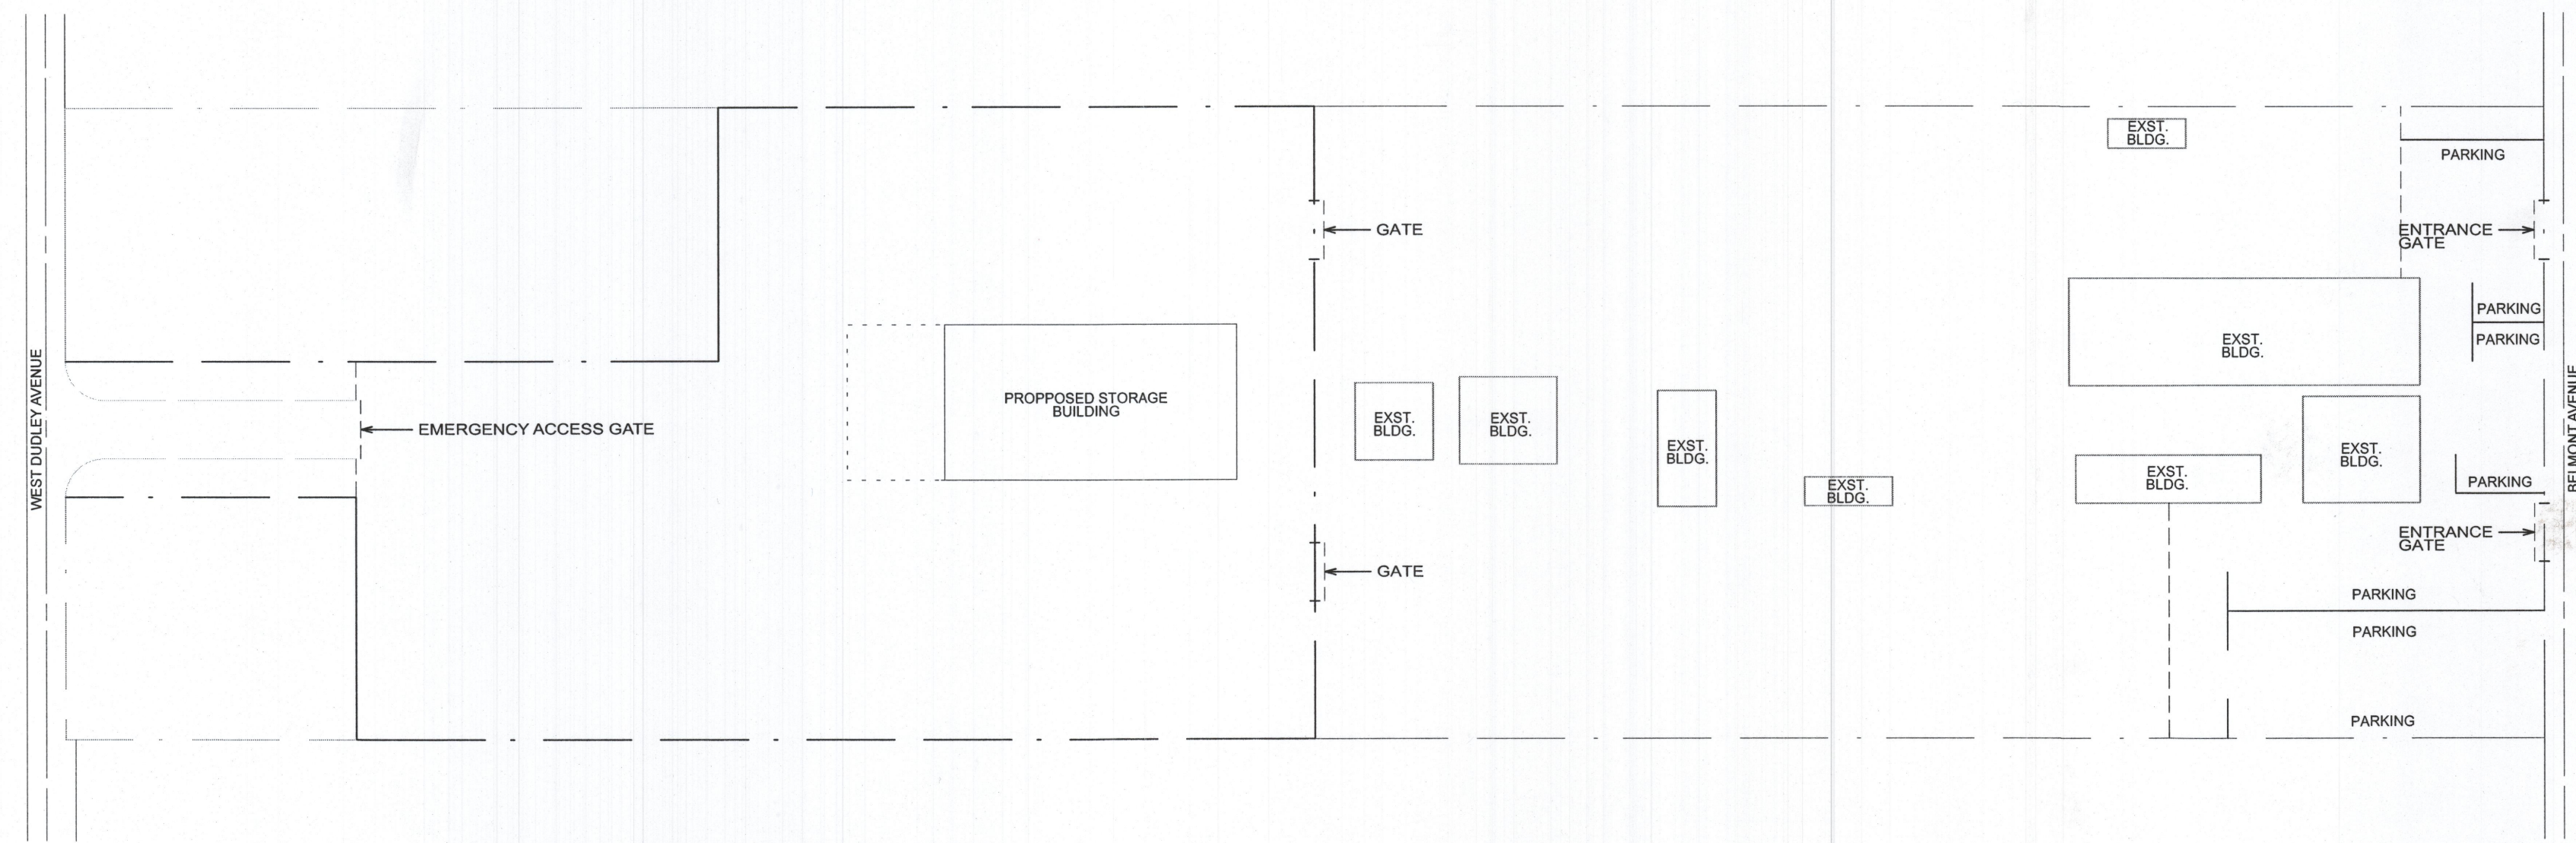 WEST DUDLEY AVENUE
EMERGENCY ACCESS GATE
PROPPOSED STORAGE
BUILDING
GATE
GATE
EXST.
BLDG.
EXST.
BLDG.
EXST.
BLDG.
EXST.
BLDG.
EXST.
BLDG.
EXST.
BLDG.
EXST.
BLDG.
EXST.
BLDG.
PARKING
ENTRANCE
GATE
PARKING
PARKING
PARKING
ENTRANCE
GATE
PARKING
PARKING
PARKING
BELMONT AVENUE